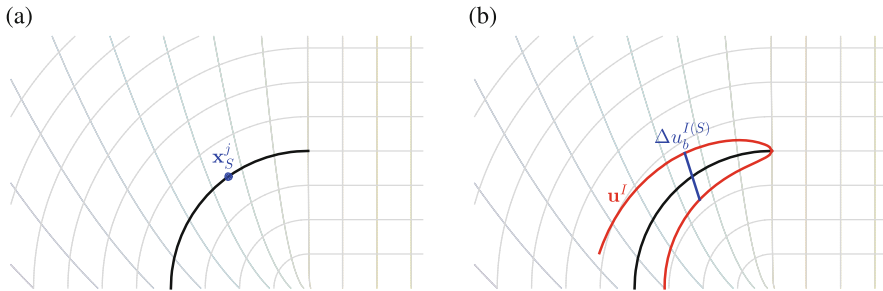 (a)
(b)
x_S^j
Δu_b^{I(S)}
u^I